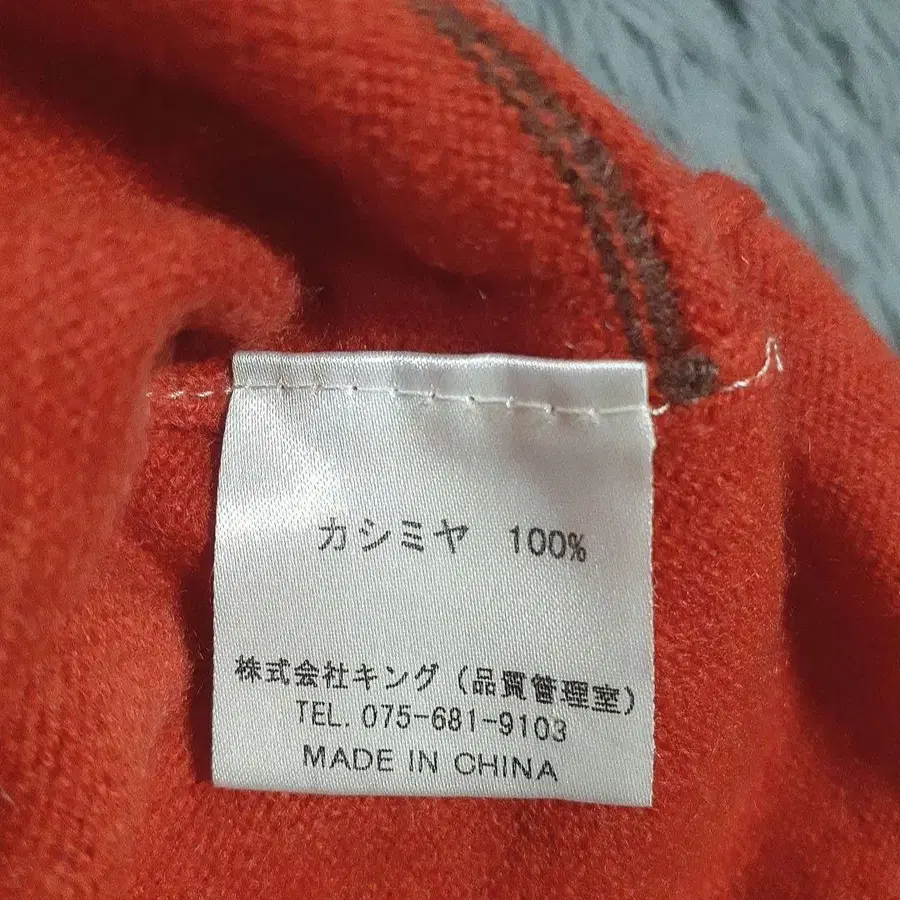 カシミヤ 100%
株式会社キング(品質管理室)
TEL. 075-681-9103
MADE IN CHINA